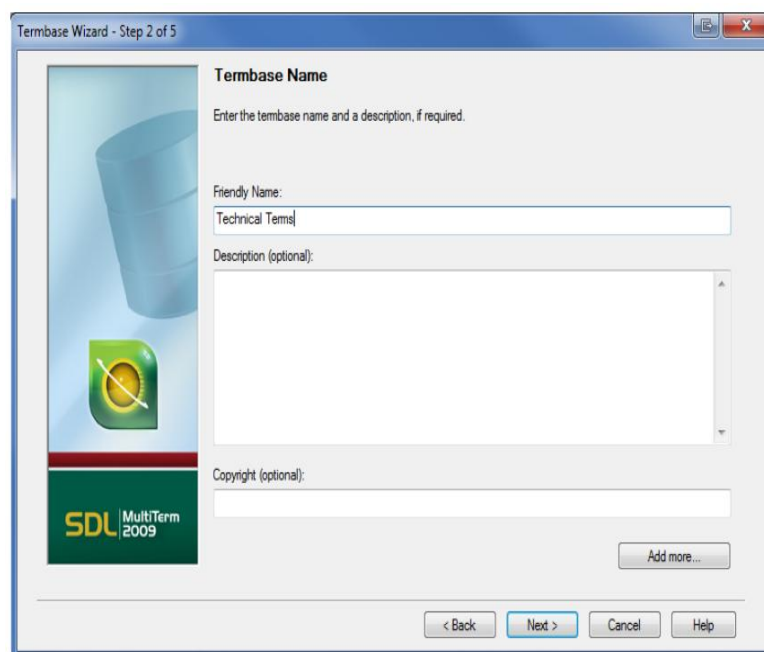 Termbase Wizard - Step 2 of 5
Termbase Name
Enter the termbase name and a description, if required.
Friendly Name:
Technical Terms
Description (optional):
Copyright (optional):
SDL MultiTerm
2009
Add more...
< Back Next > Cancel Help